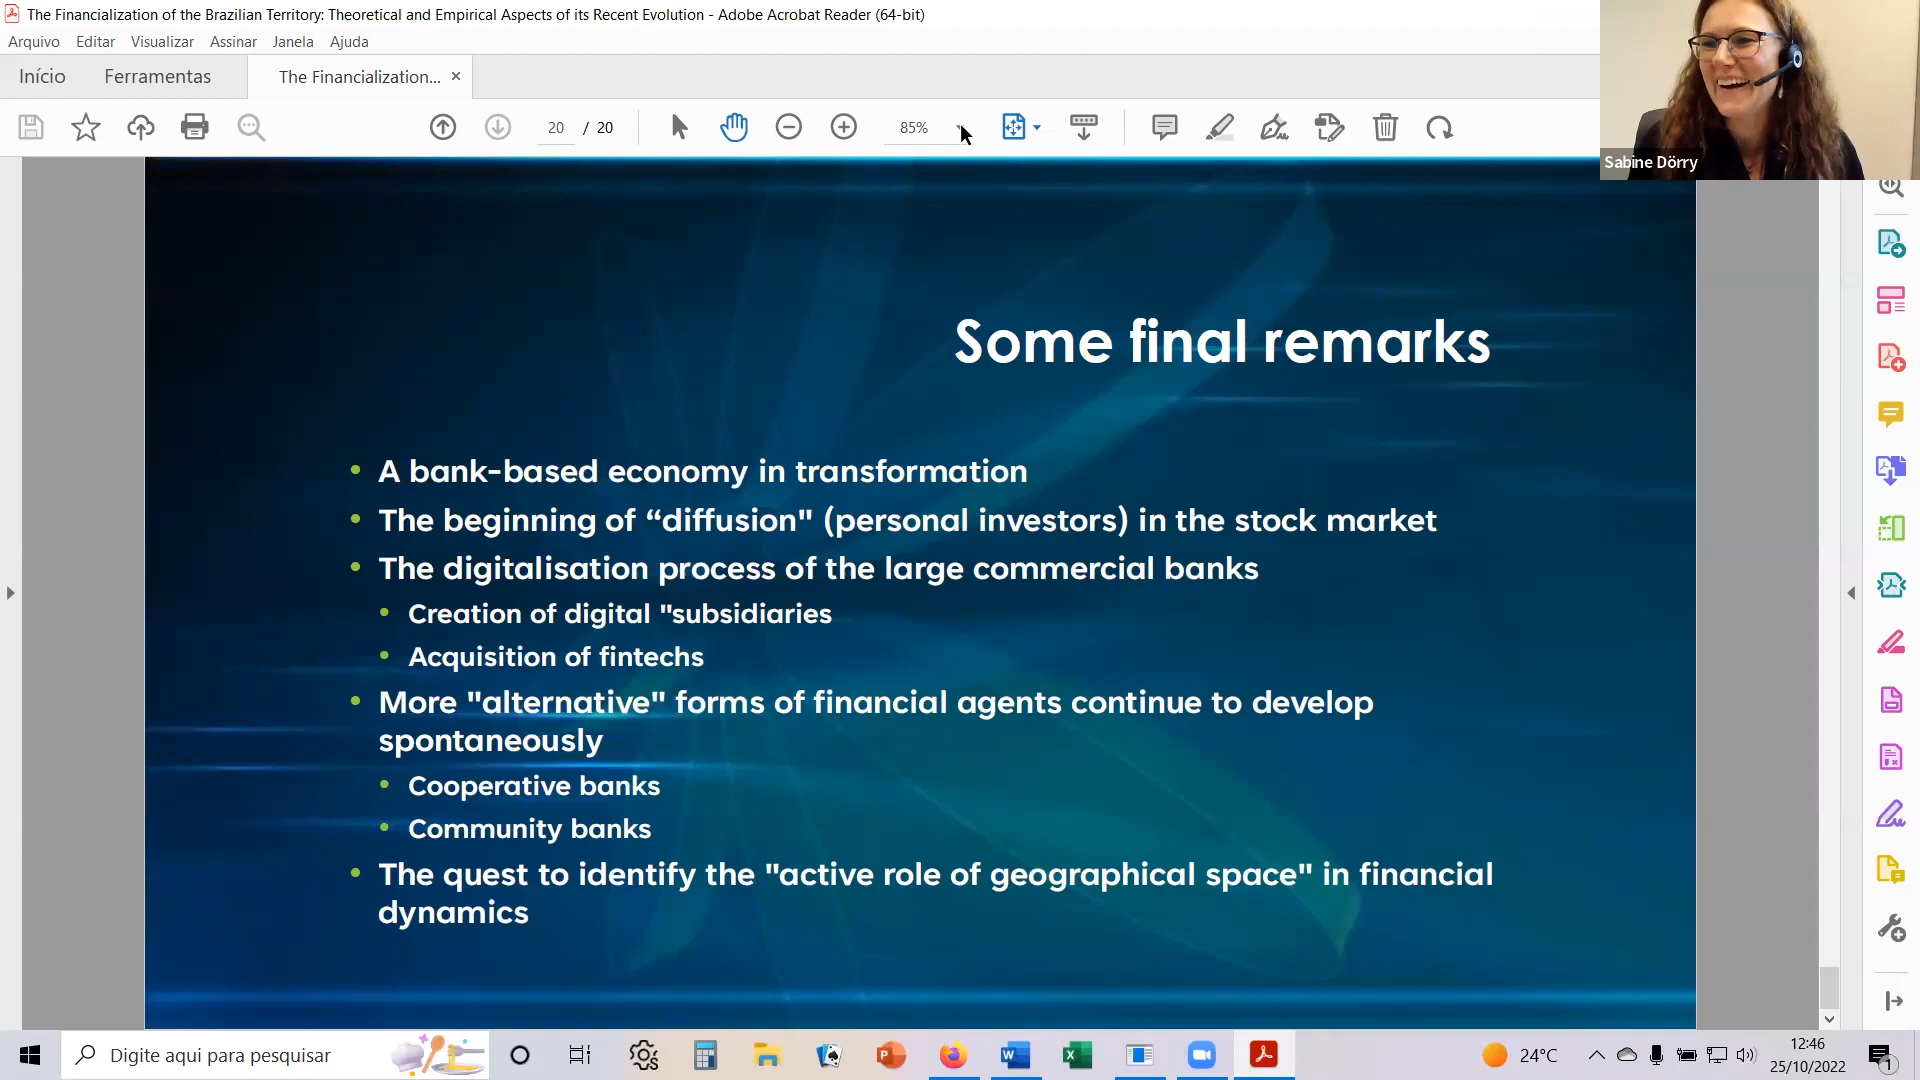 The Financialization of the Brazilian Territory: Theoretical and Empirical Aspects of its Recent Evolution - Adobe Acrobat Reader (64-bit)
Arquivo Editar Visualizar Assinar Janela Ajuda
Início Ferramentas The Financialization... ×
20 / 20 85%
Sabine Dörry
Some final remarks
• A bank-based economy in transformation
• The beginning of “diffusion" (personal investors) in the stock market
• The digitalisation process of the large commercial banks
• Creation of digital "subsidiaries
• Acquisition of fintechs
• More "alternative" forms of financial agents continue to develop
spontaneously
• Cooperative banks
• Community banks
• The quest to identify the "active role of geographical space" in financial
dynamics
Digite aqui para pesquisar
24°C
12:46
25/10/2022
1